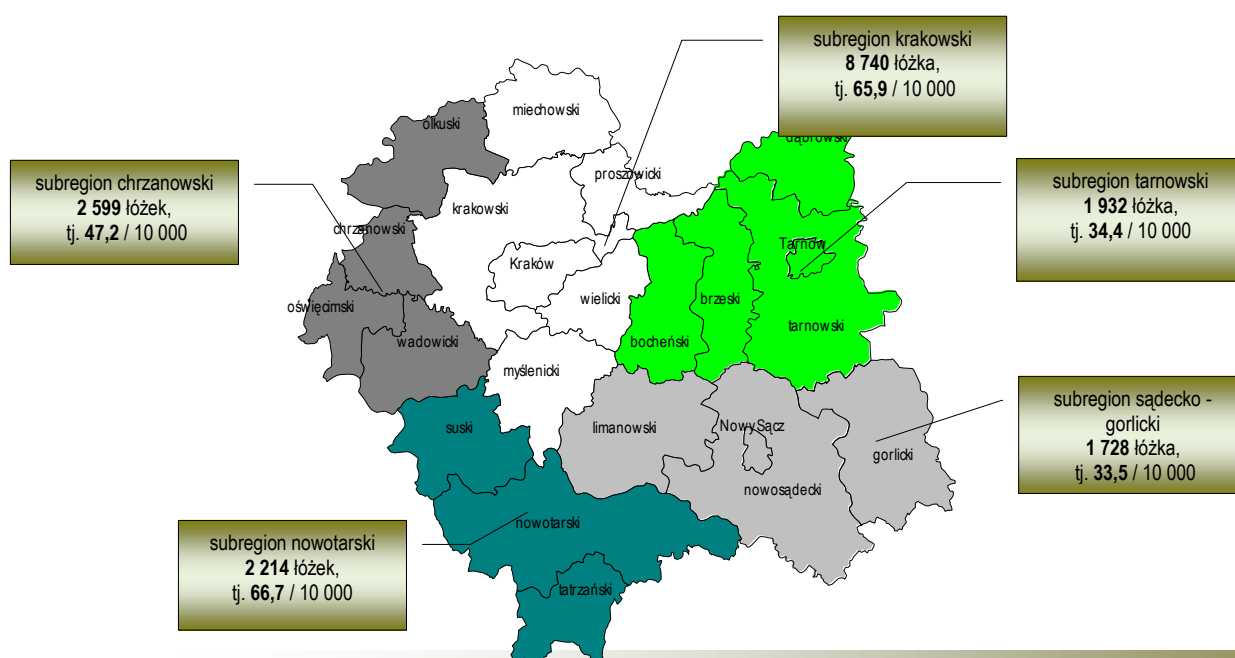 subregion krakowski
8 740 łóżka,
tj. 65,9 / 10 000
miechowski
olkuski
dąbrowski
subregion chrzanowski
2 599 łóżek,
tj. 47,2 / 10 000
proszowicki
subregion tarnowski
1 932 łóżka,
tj. 34,4 / 10 000
krakowski
chrzanowski
Tarnów
Kraków
wielicki
brzeski
oświęcimski
tarnowski
wadowicki
bocheński
myślenicki
subregion sądecko -
gorlicki
1 728 łóżka,
tj. 33,5 / 10 000
suski
limanowski
Nowy Sącz
gorlicki
nowosądecki
nowotarski
subregion nowotarski
2 214 łóżek,
tj. 66,7 / 10 000
tatrzański